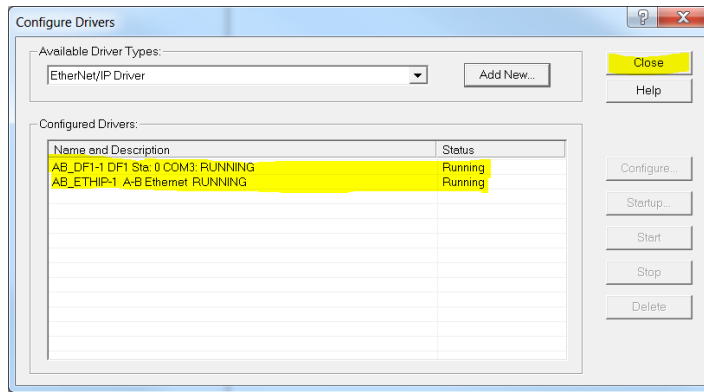 Configure Drivers
?
X
Available Driver Types:
EtherNet/IP Driver
Add New...
Close
Help
Configured Drivers:
Name and Description Status
AB_DF1-1 DF1 Sta: 0 COM3: RUNNING Running
AB_ETHIP-1 A-B Ethernet RUNNING Running
Configure...
Startup...
Start
Stop
Delete